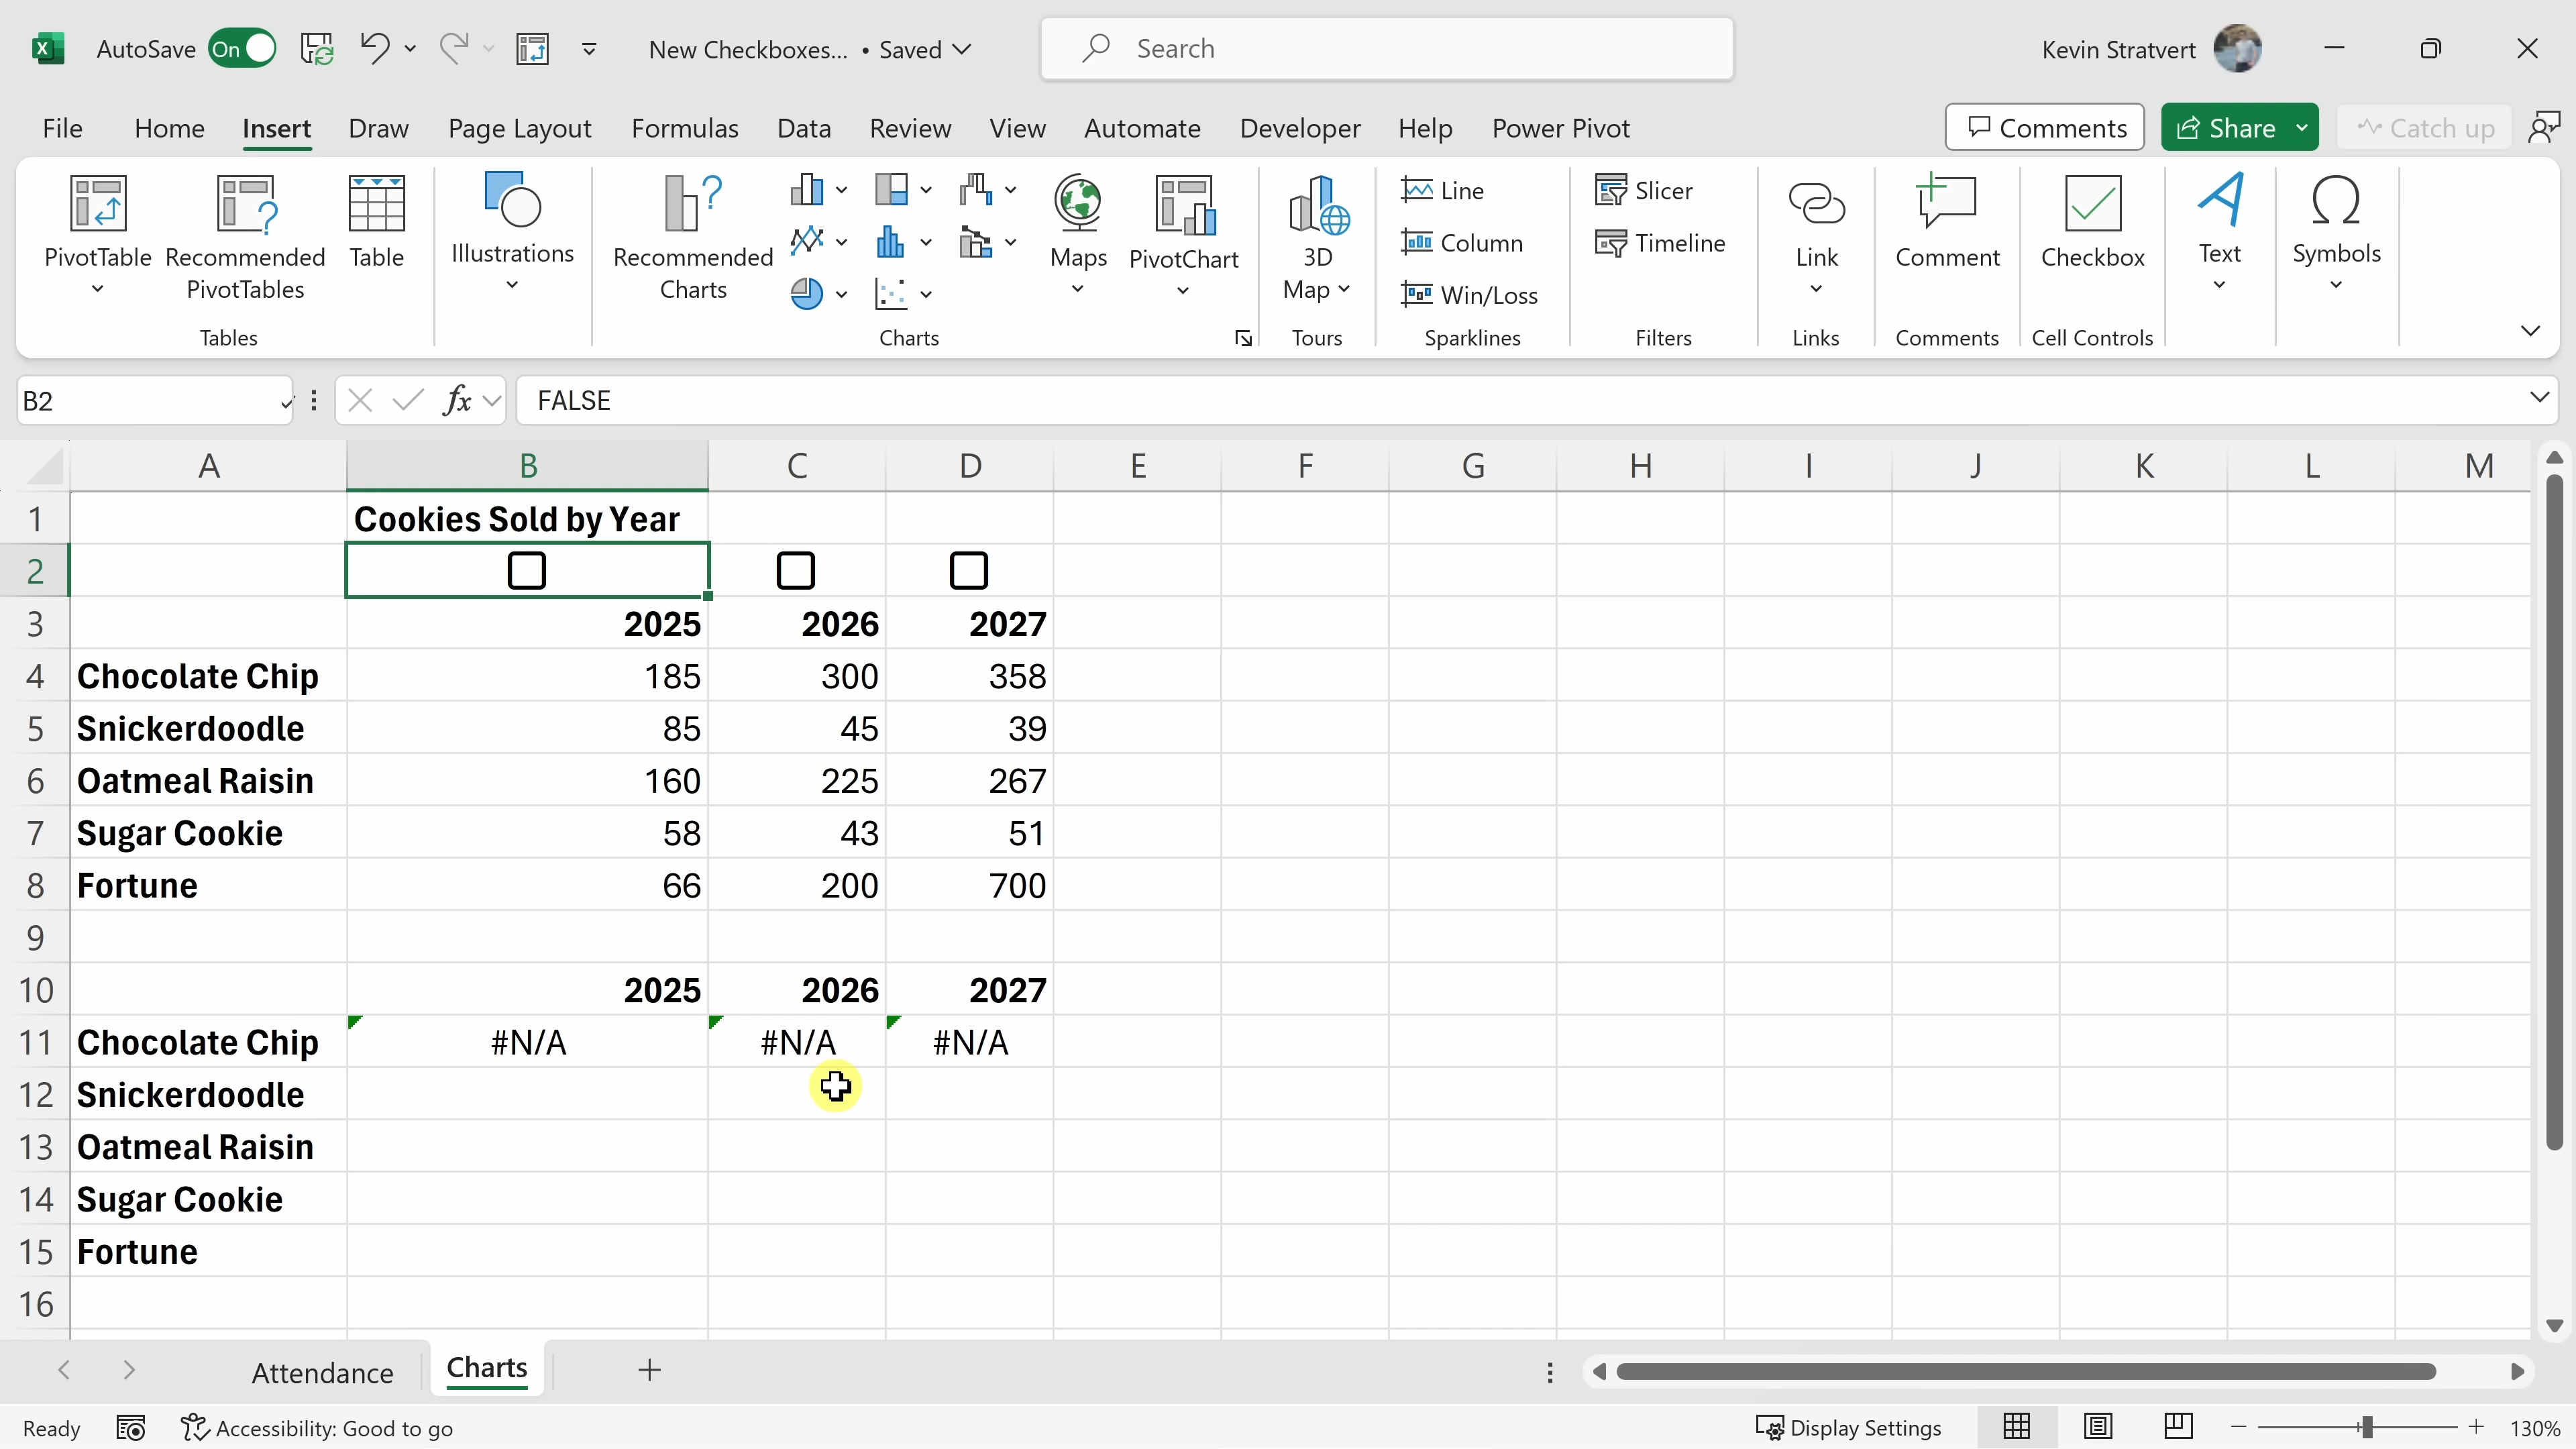 AutoSave On New Checkboxes... • Saved Search Kevin Stratvert
File Home Insert Draw Page Layout Formulas Data Review View Automate Developer Help Power Pivot Comments Share Catch up
PivotTable Recommended PivotTables Table
Tables
Illustrations
Recommended Charts
Maps PivotChart
Charts
3D Map
Tours
Line
Column
Win/Loss
Sparklines
Slicer
Timeline
Filters
Link
Links
Comment
Comments
Checkbox
Cell Controls
Text
Symbols
B2 fx FALSE
A B C D E F G H I J K L M
1 Cookies Sold by Year
2
3 2025 2026 2027
4 Chocolate Chip 185 300 358
5 Snickerdoodle 85 45 39
6 Oatmeal Raisin 160 225 267
7 Sugar Cookie 58 43 51
8 Fortune 66 200 700
9
10 2025 2026 2027
11 Chocolate Chip #N/A #N/A #N/A
12 Snickerdoodle
13 Oatmeal Raisin
14 Sugar Cookie
15 Fortune
16
Attendance Charts
Ready Accessibility: Good to go Display Settings 130%